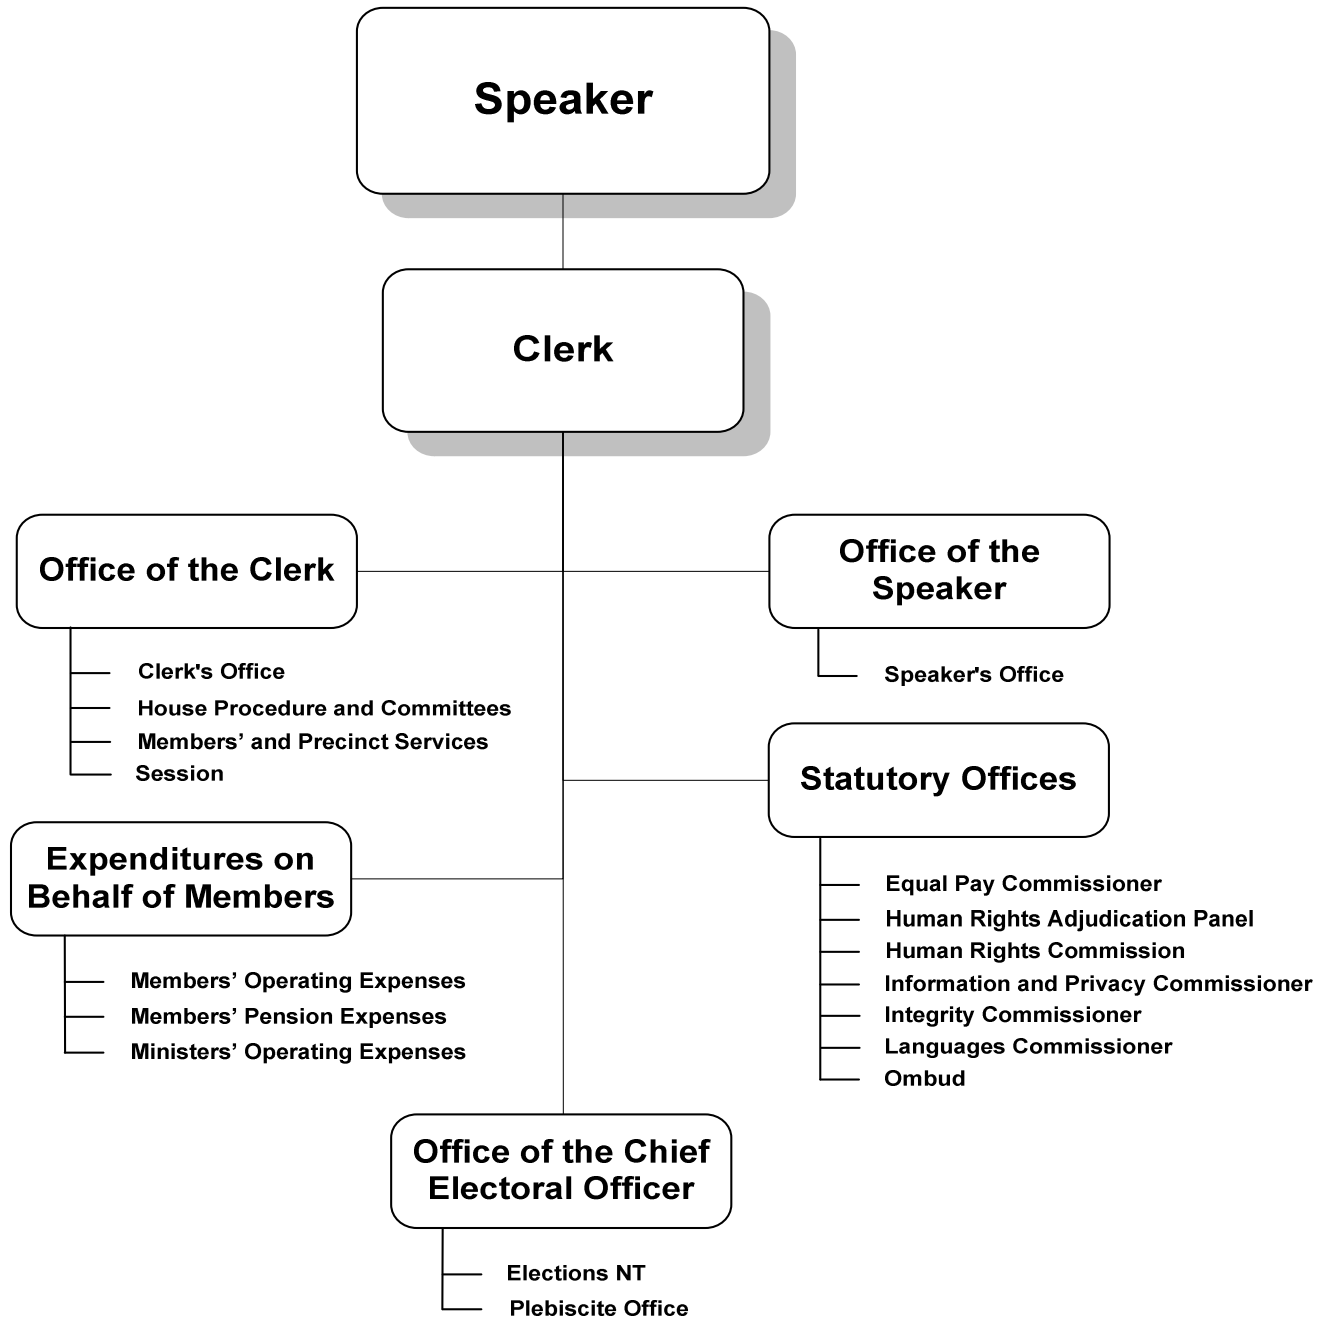 Speaker
Clerk
Office of the Clerk
Clerk's Office
House Procedure and Committees
Members’ and Precinct Services
Session
Office of the
Speaker
Speaker's Office
Statutory Offices
Equal Pay Commissioner
Human Rights Adjudication Panel
Human Rights Commission
Information and Privacy Commissioner
Integrity Commissioner
Languages Commissioner
Ombud
Expenditures on
Behalf of Members
Members’ Operating Expenses
Members’ Pension Expenses
Ministers’ Operating Expenses
Office of the Chief
Electoral Officer
Elections NT
Plebiscite Office